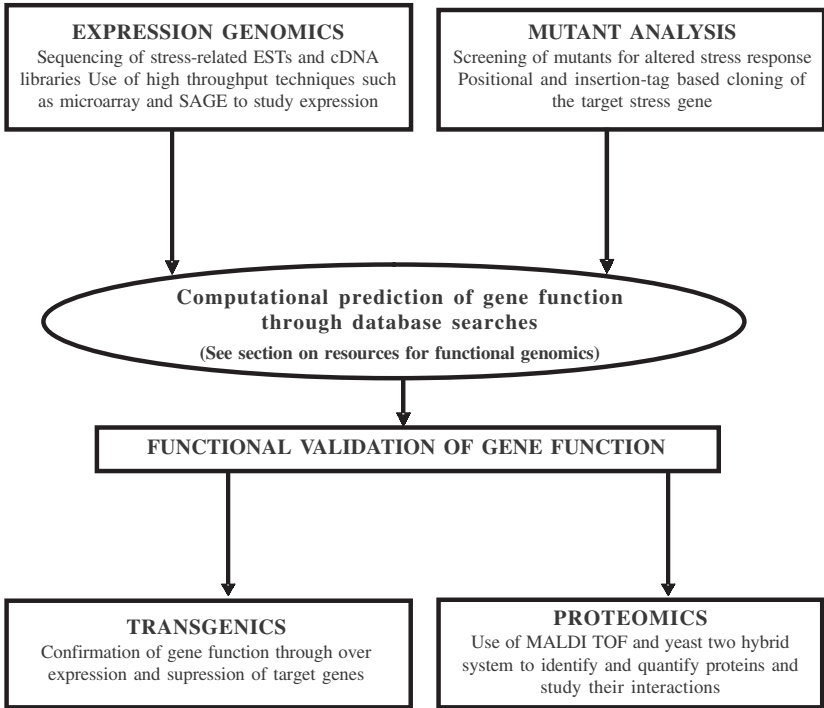 EXPRESSION GENOMICS
Sequencing of stress-related ESTs and cDNA
libraries Use of high throughput techniques such
as microarray and SAGE to study expression
MUTANT ANALYSIS
Screening of mutants for altered stress response
Positional and insertion-tag based cloning of
the target stress gene
Computational prediction of gene function
through database searches
(See section on resources for functional genomics)
FUNCTIONAL VALIDATION OF GENE FUNCTION
TRANSGENICS
Confirmation of gene function through over
expression and supression of target genes
PROTEOMICS
Use of MALDI TOF and yeast two hybrid
system to identify and quantify proteins and
study their interactions